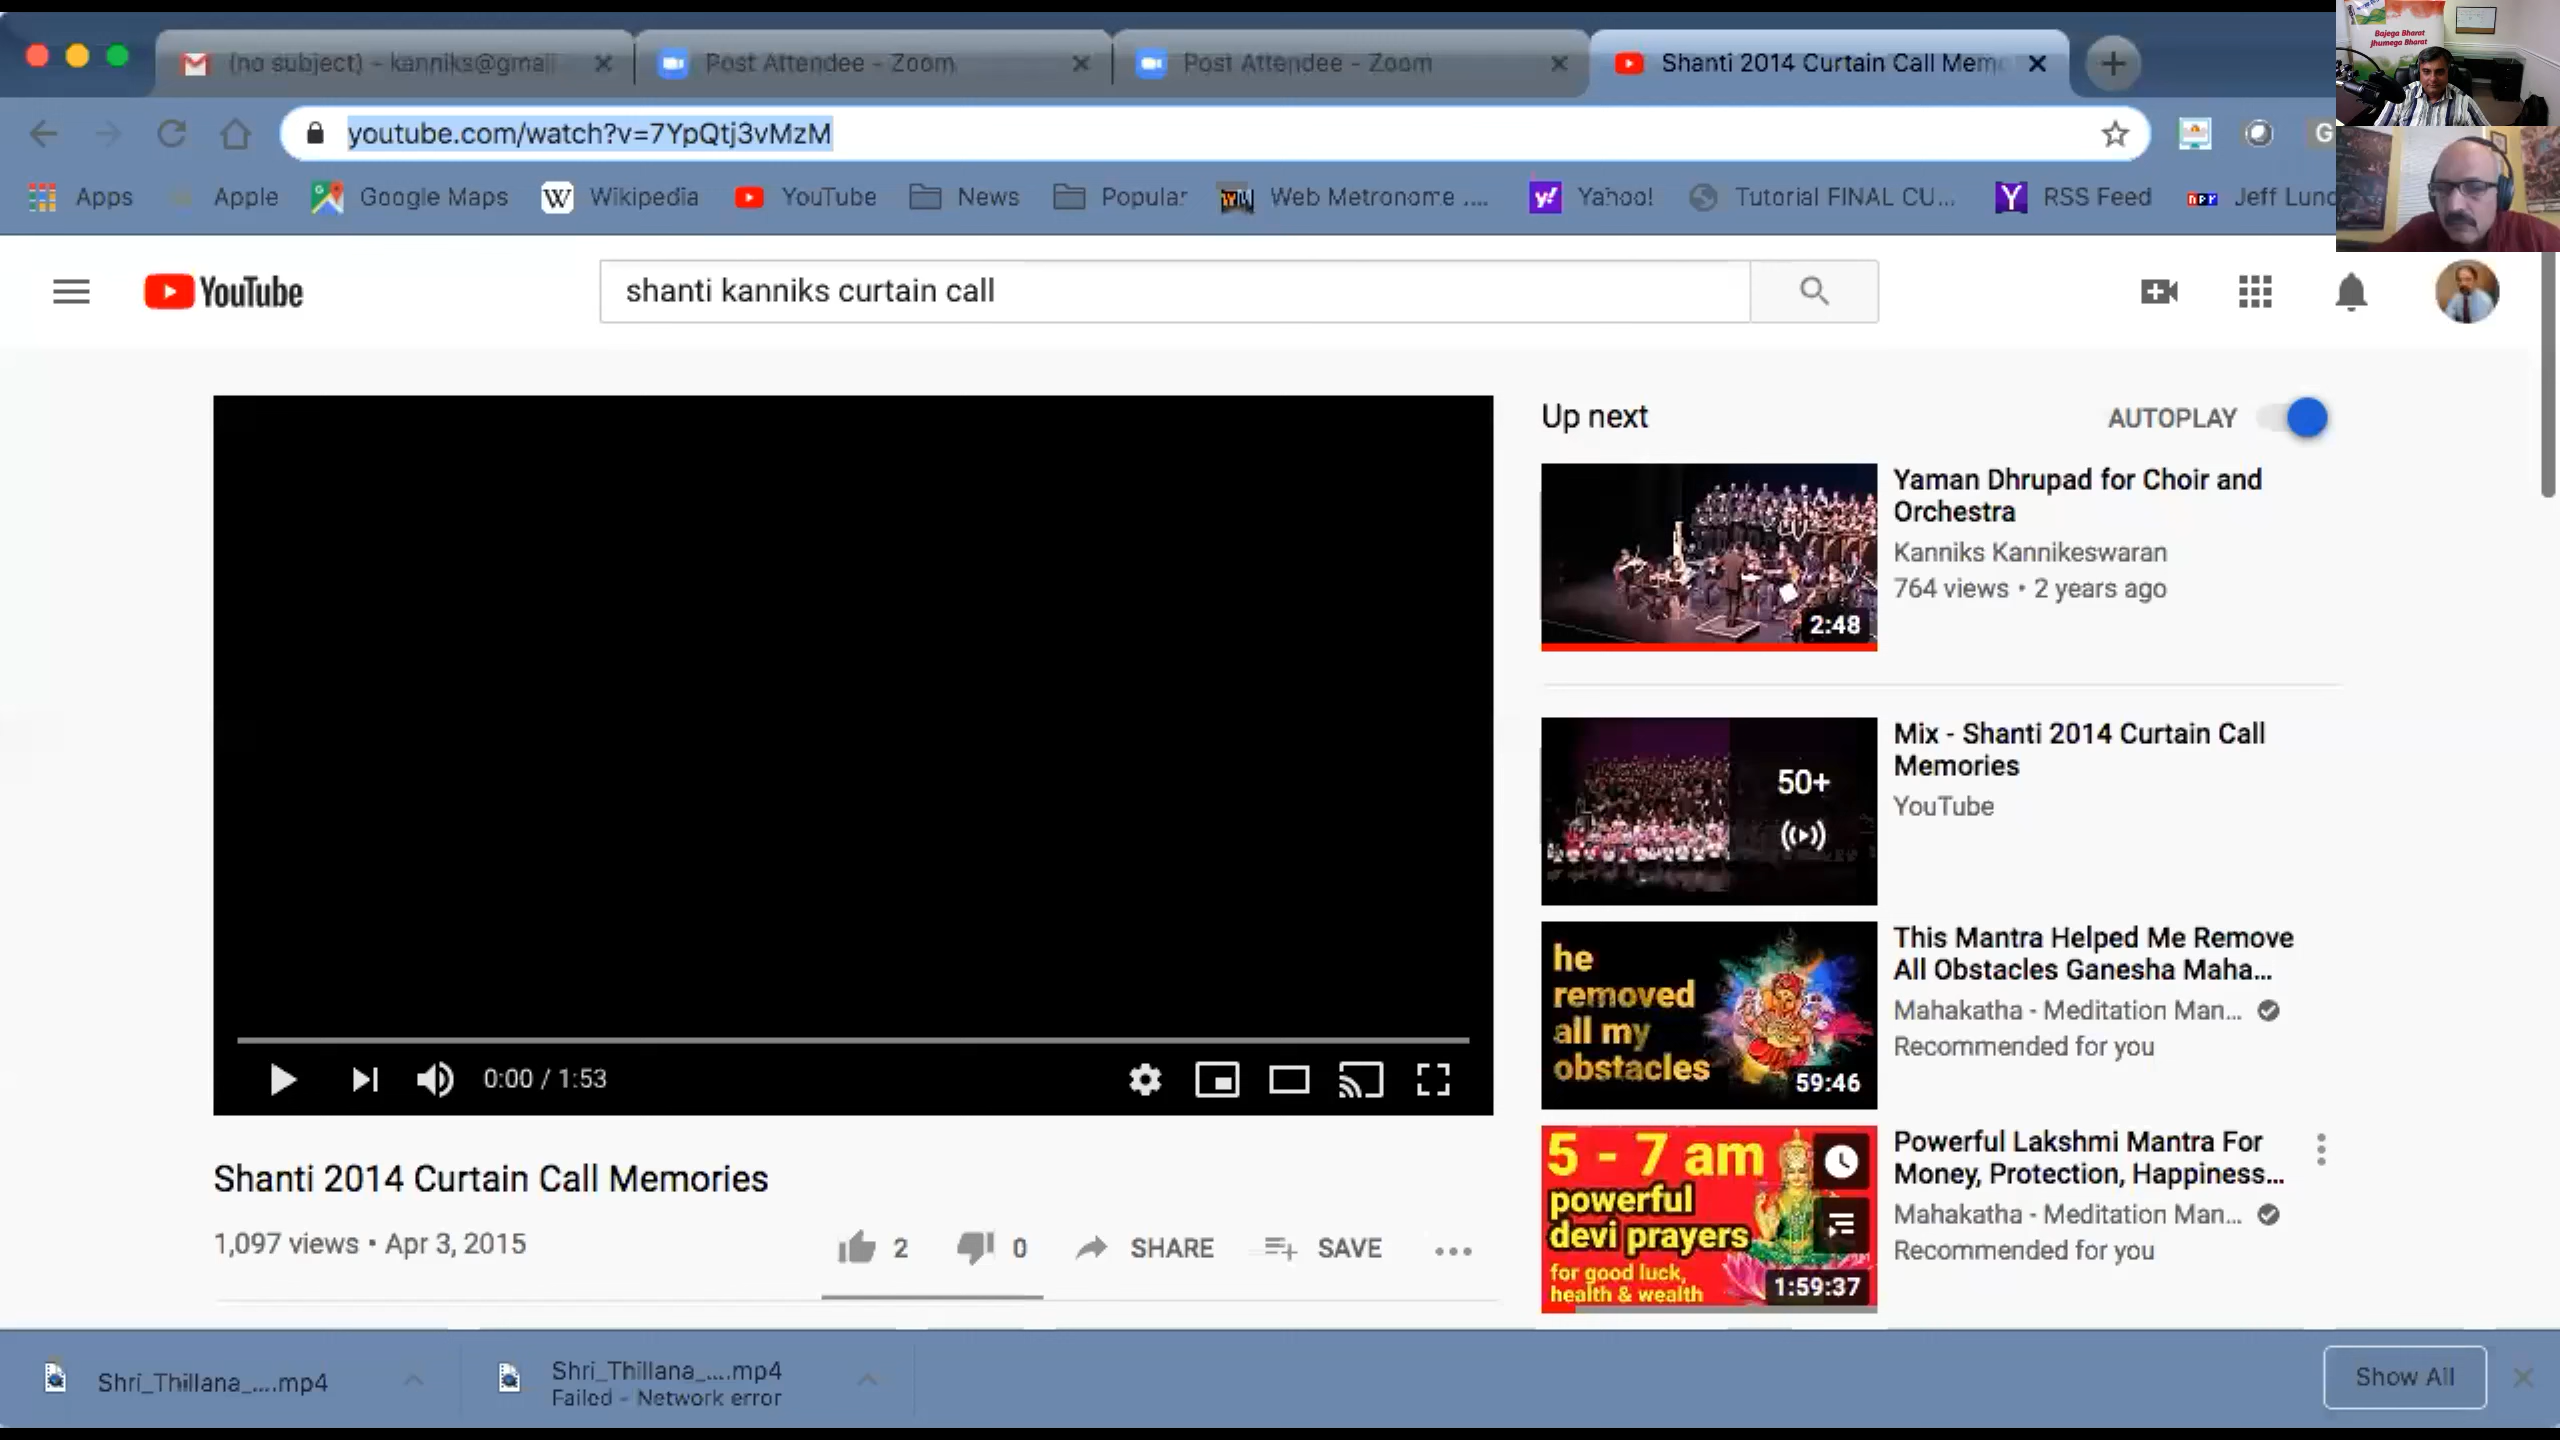 (no subject) - kanniks@gmail
Post Attendee - Zoom
Post Attendee - Zoom
Shanti 2014 Curtain Call Memo
Bajega Bharat
Jhumega Bharat
youtube.com/watch?v=7YpQtj3vMzM
G
Apps
Apple
Google Maps
W Wikipedia
YouTube
News
Popular
Web Metronome ....
y! Yahoo!
Tutorial FINAL CU...
Y RSS Feed
npr Jeff Lund
YouTube
shanti kanniks curtain call
Up next
AUTOPLAY
Yaman Dhrupad for Choir and
Orchestra
Kanniks Kannikeswaran
764 views • 2 years ago
2:48
Mix - Shanti 2014 Curtain Call
Memories
YouTube
50+
he
removed
all my
obstacles
59:46
This Mantra Helped Me Remove
All Obstacles Ganesha Maha...
Mahakatha - Meditation Man...
Recommended for you
5 - 7 am
powerful
devi prayers
for good luck,
health & wealth
1:59:37
Powerful Lakshmi Mantra For
Money, Protection, Happiness...
Mahakatha - Meditation Man...
Recommended for you
0:00 / 1:53
Shanti 2014 Curtain Call Memories
1,097 views • Apr 3, 2015
2
0
SHARE
SAVE
Shri_Thillana_....mp4
Shri_Thillana_....mp4
Failed - Network error
Show All